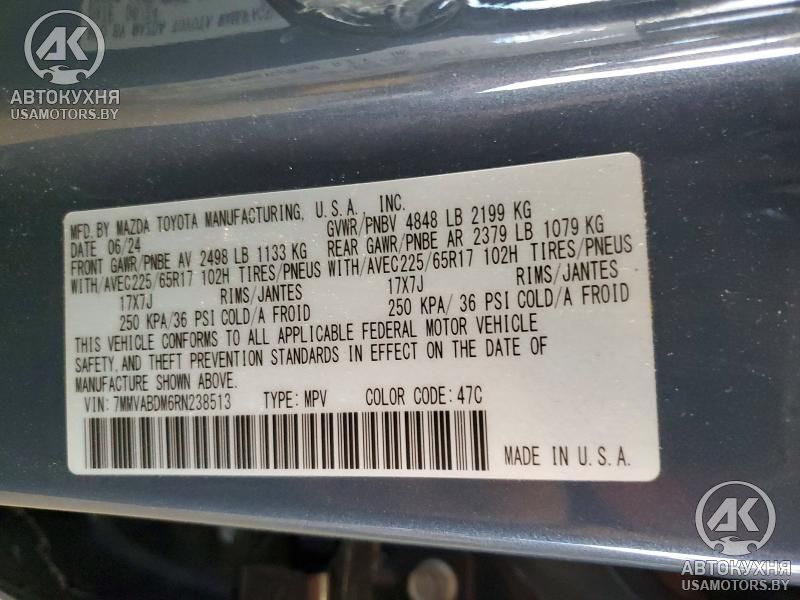 AK
АВТОКУХНЯ
USAMOTORS.BY
MFD. BY MAZDA TOYOTA MANUFACTURING, U.S.A. INC.
DATE 06/24 GVWR/PNBV 4848 LB 2199 KG
FRONT GAWR/PNBE AV 2498 LB 1133 KG REAR GAWR/PNBE AR 2379 LB 1079 KG
WITH/AVEC225/65R17 102H TIRES/PNEUS WITH/AVEC225/65R17 102H TIRES/PNEUS
17X7J RIMS/JANTES 17X7J RIMS/JANTES
250 KPA/36 PSI COLD/A FROID 250 KPA/36 PSI COLD/A FROID
THIS VEHICLE CONFORMS TO ALL APPLICABLE FEDERAL MOTOR VEHICLE
SAFETY, AND THEFT PREVENTION STANDARDS IN EFFECT ON THE DATE OF
MANUFACTURE SHOWN ABOVE.
VIN: 7MMVABDM6RN238513 TYPE: MPV COLOR CODE: 47C
MADE IN U.S.A.
AK
АВТОКУХНЯ
USAMOTORS.BY